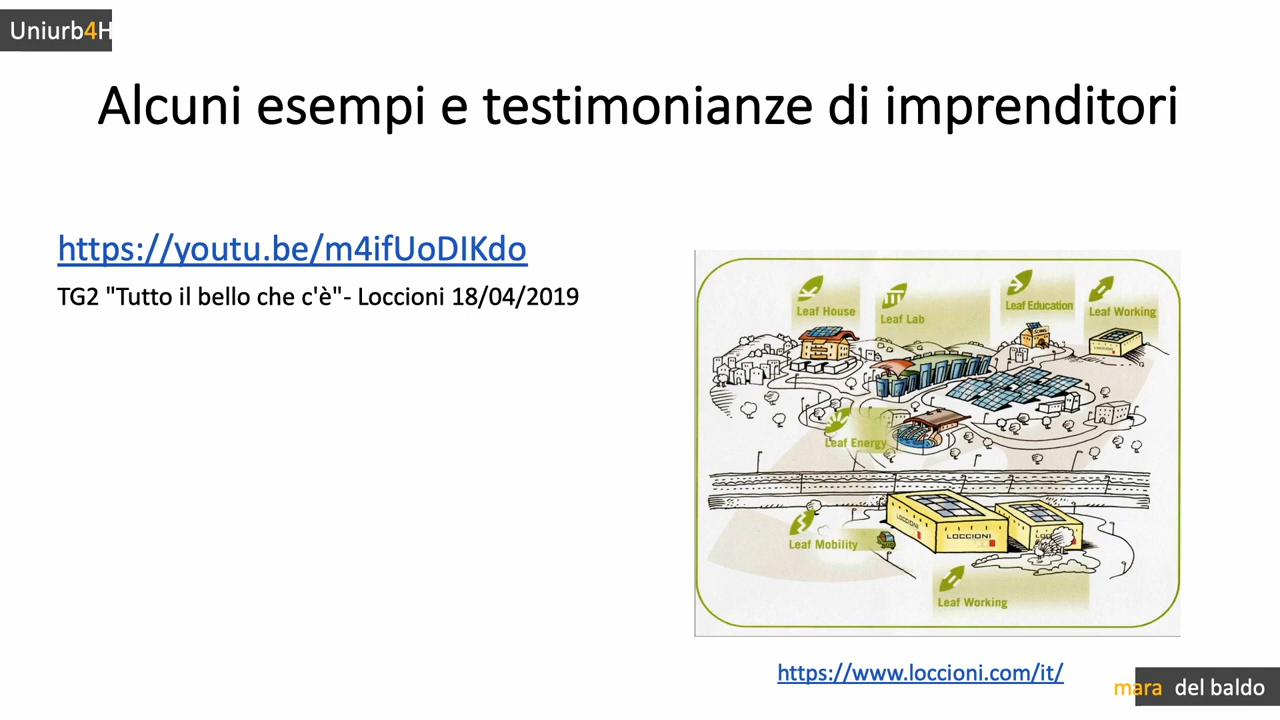 Uniurb4H
Alcuni esempi e testimonianze di imprenditori
https://youtu.be/m4ifUoDIKdo
TG2 "Tutto il bello che c'è"- Loccioni 18/04/2019
Leaf House
Leaf Lab
Leaf Education
Leaf Working
Leaf Energy
Leaf Mobility
LOCCIONI
LOCCIONI
Leaf Working
https://www.loccioni.com/it/
mara del baldo